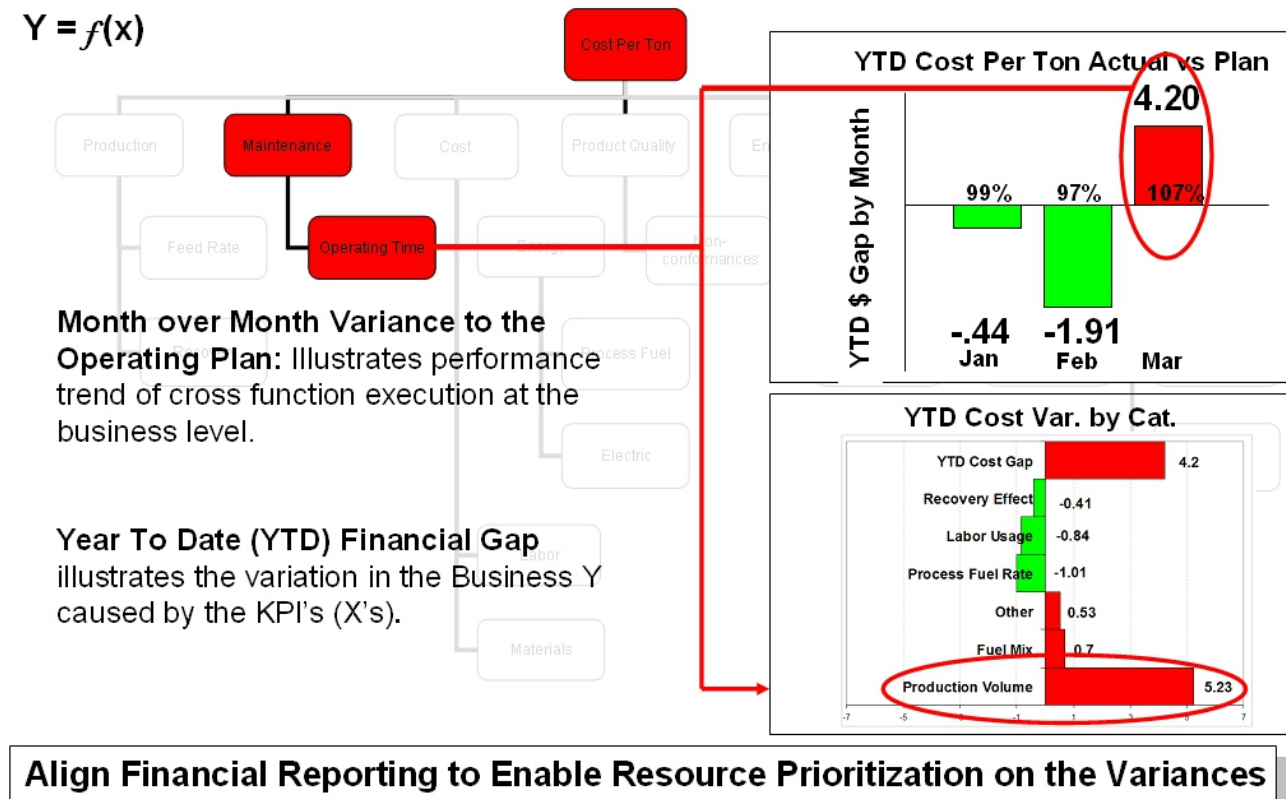 Y = f(x)
Cost Per Ton
Production
Maintenance
Cost
Product Quality
Feed Rate
Operating Time
Energy
Non-
conformances
Process Fuel
Electric
Labor
Materials
Month over Month Variance to the
Operating Plan: Illustrates performance
trend of cross function execution at the
business level.
Year To Date (YTD) Financial Gap
illustrates the variation in the Business Y
caused by the KPI's (X's).
YTD Cost Per Ton Actual vs Plan
4.20
YTD $ Gap by Month
99%
97%
107%
-.44
-1.91
Jan
Feb
Mar
YTD Cost Var. by Cat.
YTD Cost Gap
4.2
Recovery Effect
-0.41
Labor Usage
-0.84
Process Fuel Rate
-1.01
Other
0.53
Fuel Mix
0.7
Production Volume
5.23
-7
-5
-1
1
5
7
Align Financial Reporting to Enable Resource Prioritization on the Variances